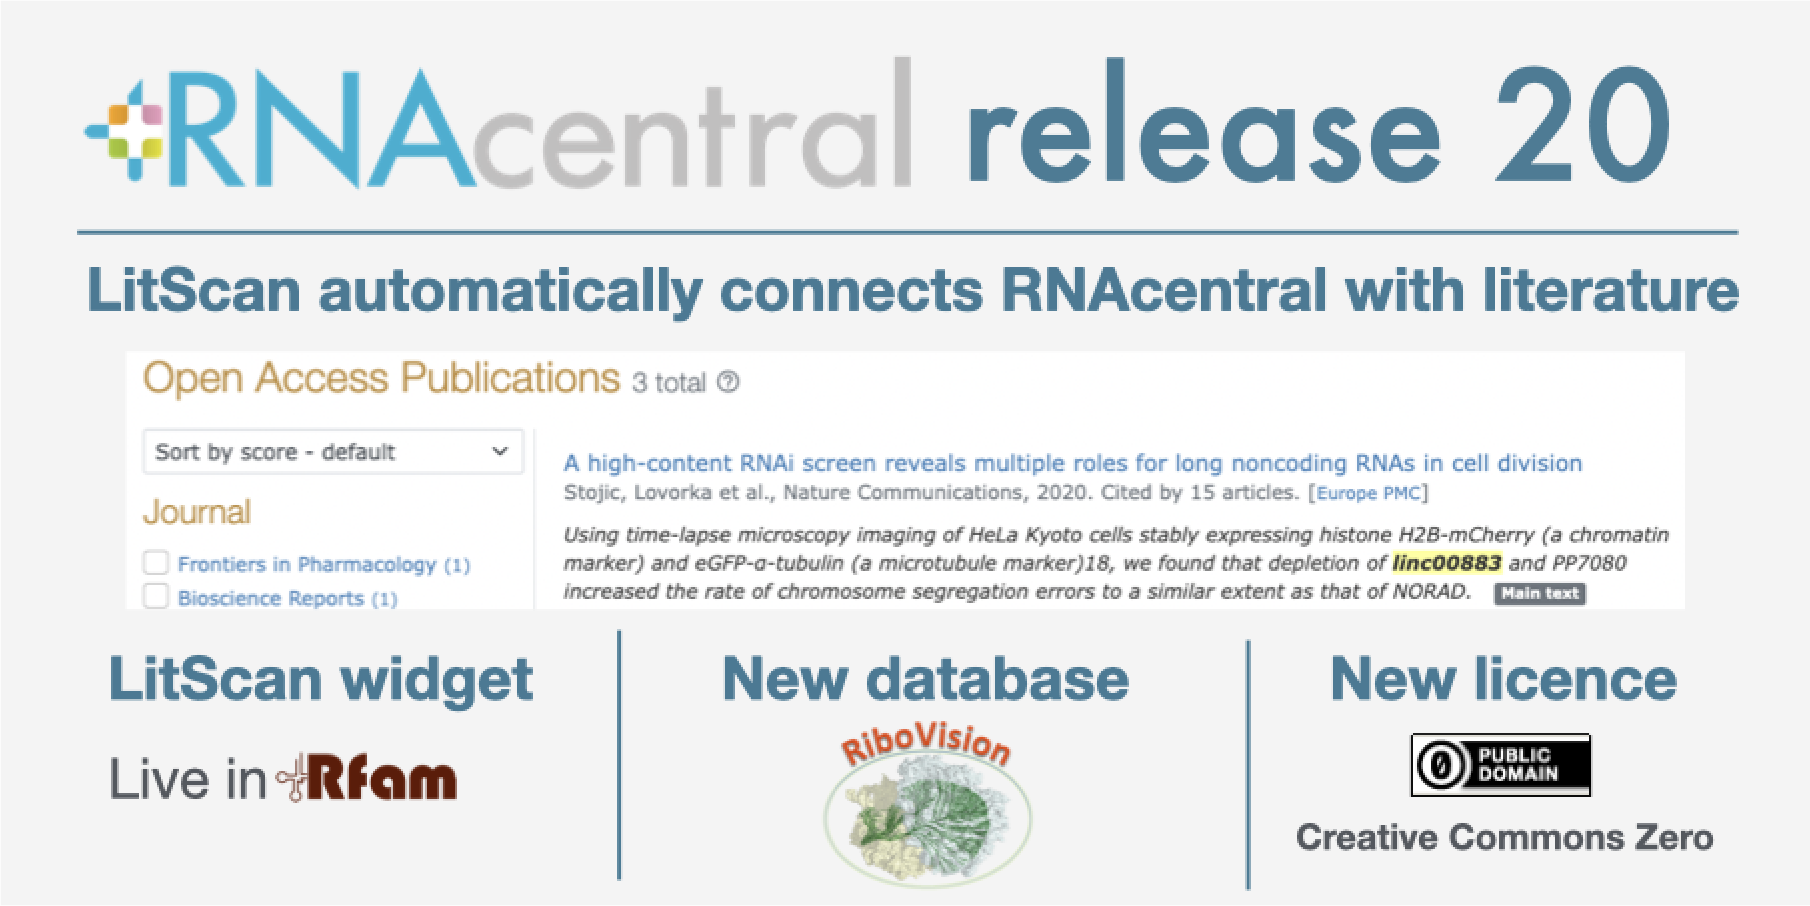 RNAcentral release 20
LitScan automatically connects RNAcentral with literature
Open Access Publications 3 total ?
Sort by score - default
Journal
Frontiers in Pharmacology (1)
Bioscience Reports (1)
A high-content RNAi screen reveals multiple roles for long noncoding RNAs in cell division
Stojic, Lovorka et al., Nature Communications, 2020. Cited by 15 articles. [Europe PMC]
Using time-lapse microscopy imaging of HeLa Kyoto cells stably expressing histone H2B-mCherry (a chromatin
marker) and eGFP-α-tubulin (a microtubule marker)18, we found that depletion of linc00883 and PP7080
increased the rate of chromosome segregation errors to a similar extent as that of NORAD. Main text
LitScan widget
Live in Rfam
New database
RiboVision
New licence
0 PUBLIC
DOMAIN
Creative Commons Zero